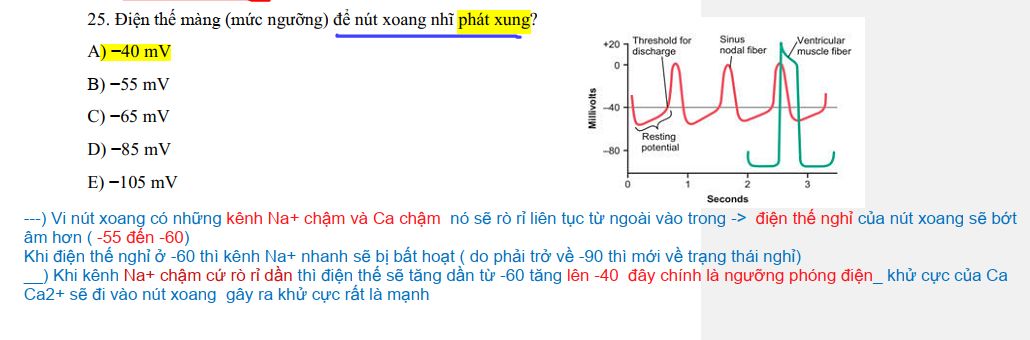 25. Điện thế màng (mức ngưỡng) để nút xoang nhĩ phát xung?
A) −40 mV
B) −55 mV
C) −65 mV
D) −85 mV
E) −105 mV
Threshold for
discharge
Sinus
nodal fiber
Ventricular
muscle fiber
+20
0
−40
−80
Millivolts
Resting
potential
0 1 2 3
Seconds
---) Vi nút xoang có những kênh Na+ chậm và Ca chậm nó sẽ rò rỉ liên tục từ ngoài vào trong -> điện thế nghỉ của nút xoang sẽ bớt
âm hơn ( -55 đến -60)
Khi điện thế nghỉ ở -60 thì kênh Na+ nhanh sẽ bị bất hoạt ( do phải trở về -90 thì mới về trạng thái nghỉ)
__) Khi kênh Na+ chậm cứ rò rỉ dần thì điện thế sẽ tăng dần từ -60 tăng lên -40 đây chính là ngưỡng phóng điện_ khử cực của Ca
Ca2+ sẽ đi vào nút xoang gây ra khử cực rất là mạnh